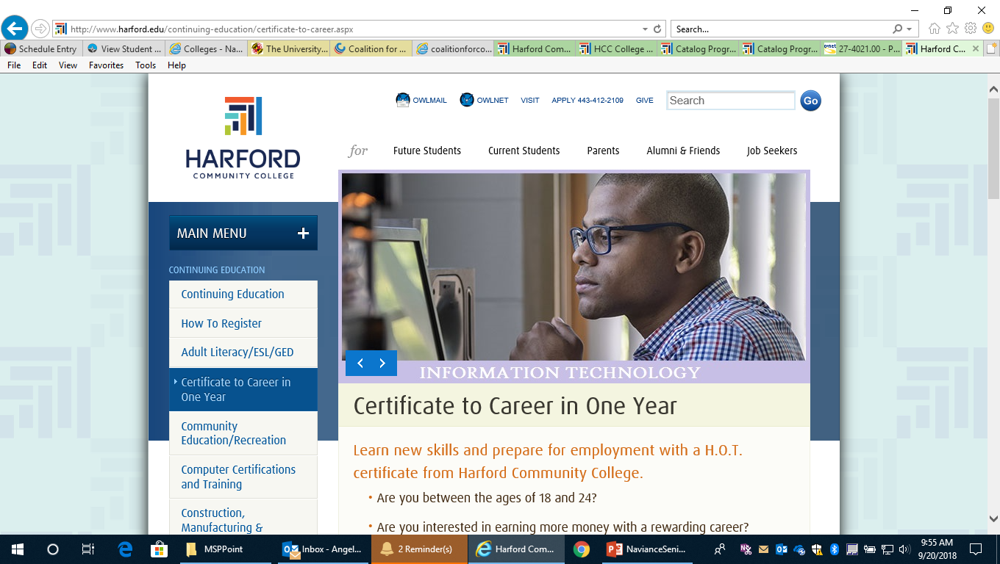 http://www.harford.edu/continuing-education/certificate-to-career.aspx
Search...
Schedule Entry
View Student ...
Colleges - Na...
The University...
Coalition for ...
coalitionforco...
Harford Com...
HCC College ...
Catalog Progr...
Catalog Progr...
27-4021.00 - P...
Harford C...
File Edit View Favorites Tools Help
OWLMAIL OWLNET VISIT APPLY 443-412-2109 GIVE
Search
Go
HARFORD
COMMUNITY COLLEGE
for Future Students Current Students Parents Alumni & Friends Job Seekers
MAIN MENU +
CONTINUING EDUCATION
Continuing Education
How To Register
Adult Literacy/ESL/GED
Certificate to Career in
One Year
Community
Education/Recreation
Computer Certifications
and Training
Construction,
Manufacturing &
INFORMATION TECHNOLOGY
Certificate to Career in One Year
Learn new skills and prepare for employment with a H.O.T.
certificate from Harford Community College.
• Are you between the ages of 18 and 24?
• Are you interested in earning more money with a rewarding career?
MSPPoint
Inbox - Angel...
2 Reminder(s)
Harford Com...
NavianceSeni...
9:55 AM
9/20/2018